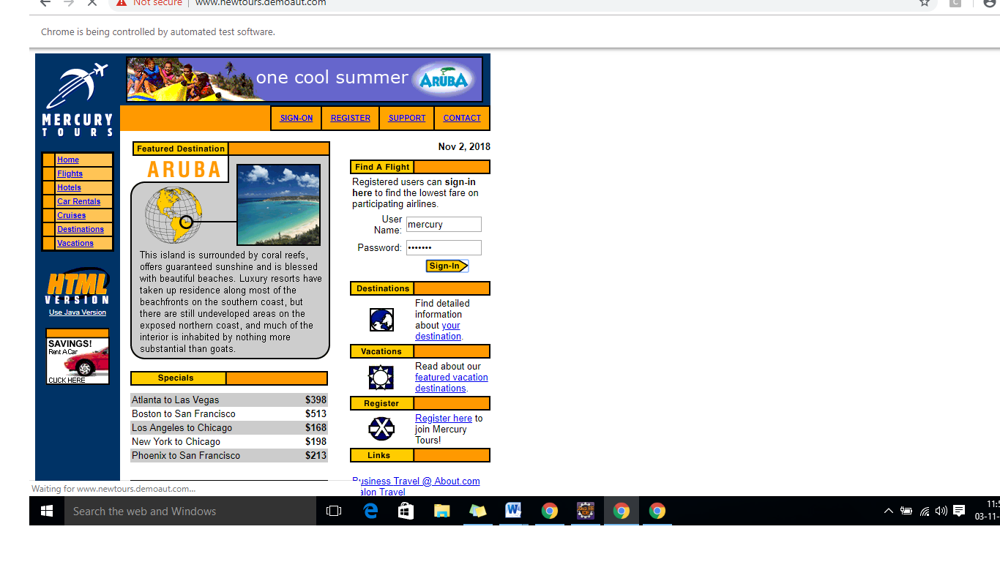 Not secure | www.newtours.demoaut.com
Chrome is being controlled by automated test software.
one cool summer ARUBA
MERCURY
TOURS
SIGN-ON REGISTER SUPPORT CONTACT
Nov 2, 2018
Home
Flights
Hotels
Car Rentals
Cruises
Destinations
Vacations
HTML
VERSION
Use Java Version
SAVINGS!
Rent A Car
CLICK HERE
Featured Destination
ARUBA
This island is surrounded by coral reefs,
offers guaranteed sunshine and is blessed
with beautiful beaches. Luxury resorts have
taken up residence along most of the
beachfronts on the southern coast, but
there are still undeveloped areas on the
exposed northern coast, and much of the
interior is inhabited by nothing more
substantial than goats.
Specials
Atlanta to Las Vegas $398
Boston to San Francisco $513
Los Angeles to Chicago $168
New York to Chicago $198
Phoenix to San Francisco $213
Find A Flight
Registered users can sign-in
here to find the lowest fare on
participating airlines.
User
Name: mercury
Password: •••••••
Sign-In
Destinations
Find detailed
information
about your
destination.
Vacations
Read about our
featured vacation
destinations.
Register
Register here to
join Mercury
Tours!
Links
Business Travel @ About.com
alon Travel
Waiting for www.newtours.demoaut.com...
Search the web and Windows
11:5
03-11-